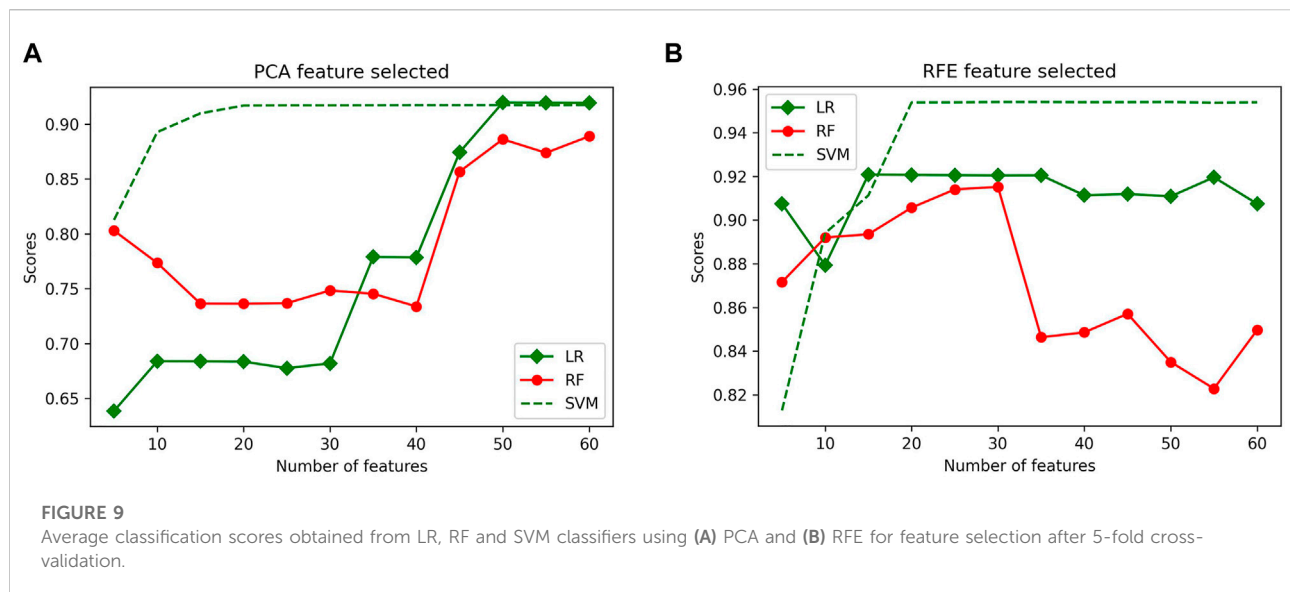 A
PCA feature selected
Scores
0.90
0.85
0.80
0.75
0.70
0.65
LR
RF
SVM
10
20
30
40
50
60
Number of features
B
RFE feature selected
Scores
0.96
0.94
0.92
0.90
0.88
0.86
0.84
0.82
LR
RF
SVM
10
20
30
40
50
60
Number of features
FIGURE 9
Average classification scores obtained from LR, RF and SVM classifiers using (A) PCA and (B) RFE for feature selection after 5-fold cross-
validation.